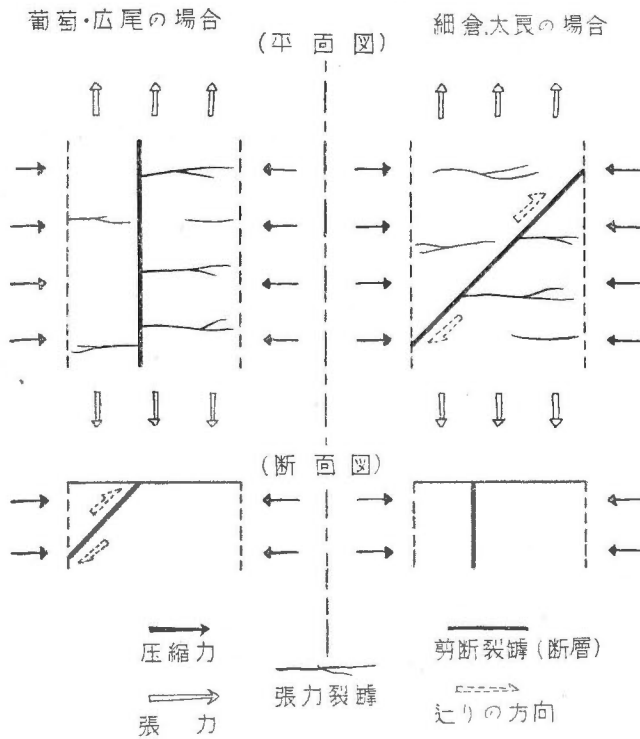 葡萄・広尾の場合
(平面図)
細倉.太良の場合
(断面図)
圧縮力
張力
張力裂罅
剪断裂罅(断層)
辷りの方向